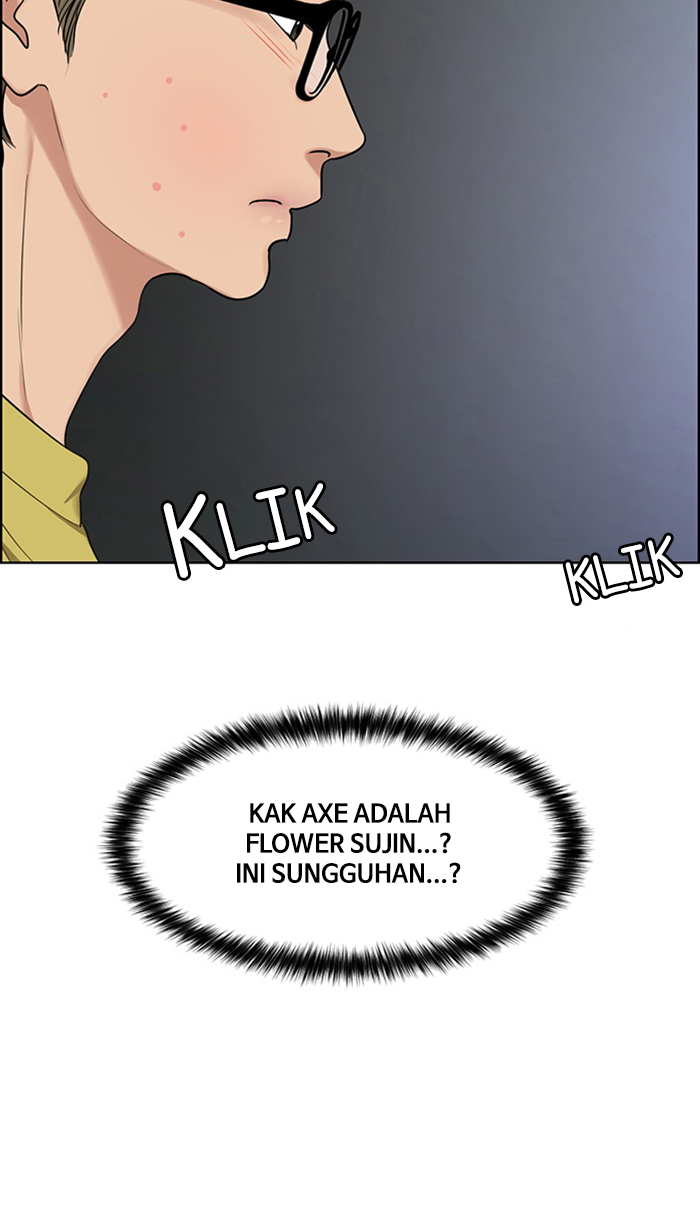 KLIK
KLIK
KAK AXE ADALAH
FLOWER SUJIN...?
INI SUNGGUHAN...?